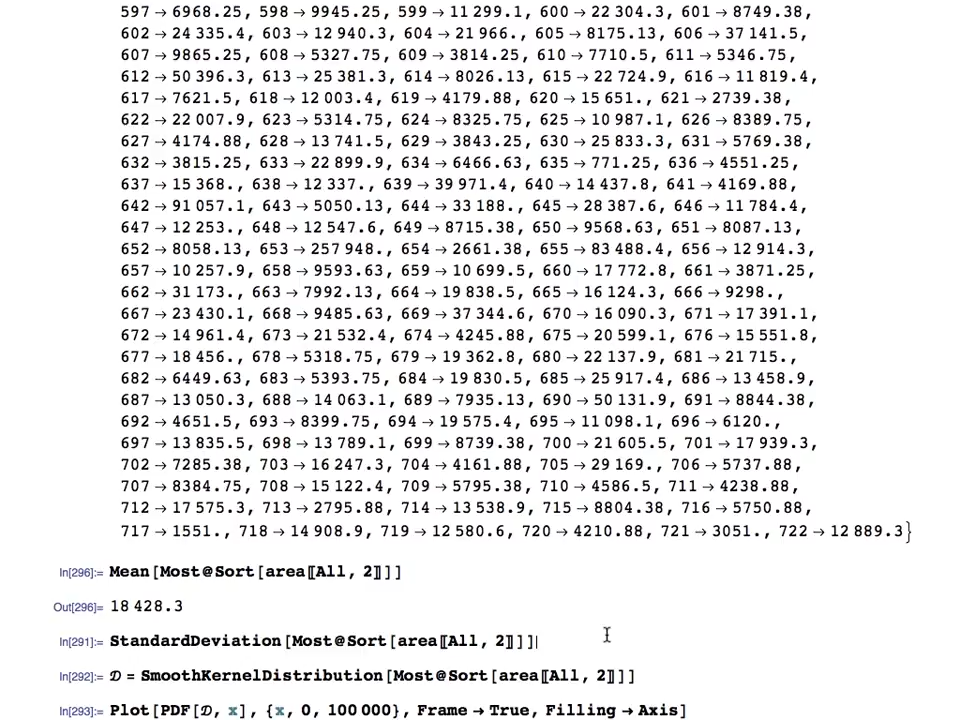 597→6968.25, 598→9945.25, 599→11 299.1, 600→22 304.3, 601→8749.38,
602→24 335.4, 603→12 940.3, 604→21 966., 605→8175.13, 606→37 141.5,
607→9865.25, 608→5327.75, 609→3814.25, 610→7710.5, 611→5346.75,
612→50 396.3, 613→25 381.3, 614→8026.13, 615→22 724.9, 616→11 819.4,
617→7621.5, 618→12 003.4, 619→4179.88, 620→15 651., 621→2739.38,
622→22 007.9, 623→5314.75, 624→8325.75, 625→10 987.1, 626→8389.75,
627→4174.88, 628→13 741.5, 629→3843.25, 630→25 833.3, 631→5769.38,
632→3815.25, 633→22 899.9, 634→6466.63, 635→771.25, 636→4551.25,
637→15 368., 638→12 337., 639→39 971.4, 640→14 437.8, 641→4169.88,
642→91 057.1, 643→5050.13, 644→33 188., 645→28 387.6, 646→11 784.4,
647→12 253., 648→12 547.6, 649→8715.38, 650→9568.63, 651→8087.13,
652→8058.13, 653→257 948., 654→2661.38, 655→83 488.4, 656→12 914.3,
657→10 257.9, 658→9593.63, 659→10 699.5, 660→17 772.8, 661→3871.25,
662→31 173., 663→7992.13, 664→19 838.5, 665→16 124.3, 666→9298.,
667→23 430.1, 668→9485.63, 669→37 344.6, 670→16 090.3, 671→17 391.1,
672→14 961.4, 673→21 532.4, 674→4245.88, 675→20 599.1, 676→15 551.8,
677→18 456., 678→5318.75, 679→19 362.8, 680→22 137.9, 681→21 715.,
682→6449.63, 683→5393.75, 684→19 830.5, 685→25 917.4, 686→13 458.9,
687→13 050.3, 688→14 063.1, 689→7935.13, 690→50 131.9, 691→8844.38,
692→4651.5, 693→8399.75, 694→19 575.4, 695→11 098.1, 696→6120.,
697→13 835.5, 698→13 789.1, 699→8739.38, 700→21 605.5, 701→17 939.3,
702→7285.38, 703→16 247.3, 704→4161.88, 705→29 169., 706→5737.88,
707→8384.75, 708→15 122.4, 709→5795.38, 710→4586.5, 711→4238.88,
712→17 575.3, 713→2795.88, 714→13 538.9, 715→8804.38, 716→5750.88,
717→1551., 718→14 908.9, 719→12 580.6, 720→4210.88, 721→3051., 722→12 889.3}
In[296]:= Mean[Most@Sort[area〚All, 2〛]]
Out[296]= 18 428.3
In[291]:= StandardDeviation[Most@Sort[area〚All, 2〛]]
In[292]:= 𝒟 = SmoothKernelDistribution[Most@Sort[area〚All, 2〛]]
In[293]:= Plot[PDF[𝒟, x], {x, 0, 100 000}, Frame → True, Filling → Axis]